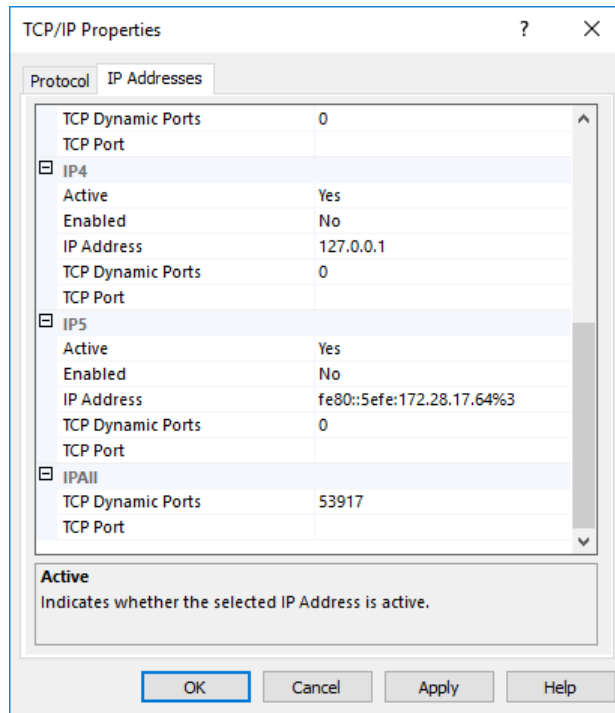 TCP/IP Properties ?
Protocol IP Addresses
TCP Dynamic Ports 0
TCP Port
IP4
Active Yes
Enabled No
IP Address 127.0.0.1
TCP Dynamic Ports 0
TCP Port
IP5
Active Yes
Enabled No
IP Address fe80::5efe:172.28.17.64%3
TCP Dynamic Ports 0
TCP Port
IPAll
TCP Dynamic Ports 53917
TCP Port
Active
Indicates whether the selected IP Address is active.
OK Cancel Apply Help